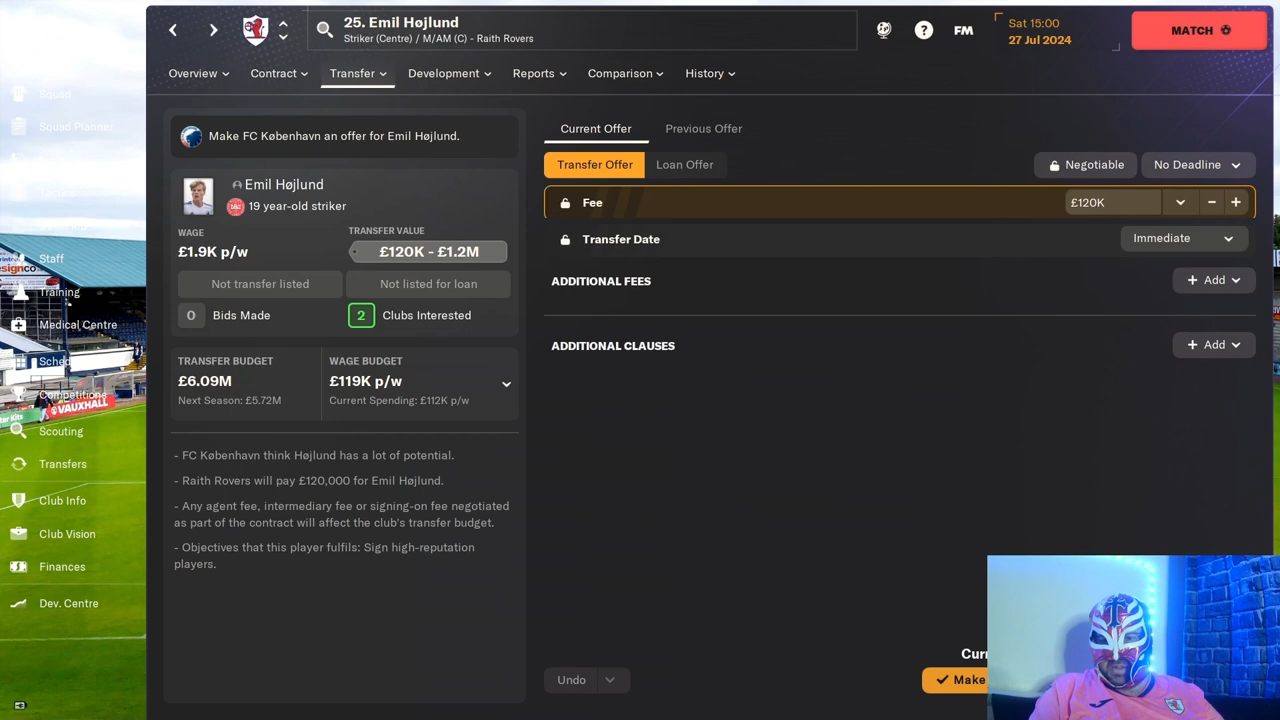 25. Emil Højlund
Striker (Centre) / M/AM (C) - Raith Rovers
FM
Sat 15:00
27 Jul 2024
MATCH
Overview
Contract
Transfer
Development
Reports
Comparison
History
Squad
Squad Planner
Staff
Training
Medical Centre
Sched
Competitions
Scouting
Transfers
Club Info
Club Vision
Finances
Dev. Centre
VAUXHALL
Make FC København an offer for Emil Højlund.
Emil Højlund
19 year-old striker
WAGE
£1.9K p/w
TRANSFER VALUE
£120K - £1.2M
Not transfer listed
Not listed for loan
0 Bids Made
2 Clubs Interested
TRANSFER BUDGET
£6.09M
Next Season: £5.72M
WAGE BUDGET
£119K p/w
Current Spending: £112K p/w
- FC København think Højlund has a lot of potential.
- Raith Rovers will pay £120,000 for Emil Højlund.
- Any agent fee, intermediary fee or signing-on fee negotiated
as part of the contract will affect the club's transfer budget.
- Objectives that this player fulfils: Sign high-reputation
players.
Current Offer
Previous Offer
Transfer Offer
Loan Offer
Negotiable
No Deadline
Fee
£120K
Transfer Date
Immediate
ADDITIONAL FEES
Add
ADDITIONAL CLAUSES
Add
Undo
Curr
Make